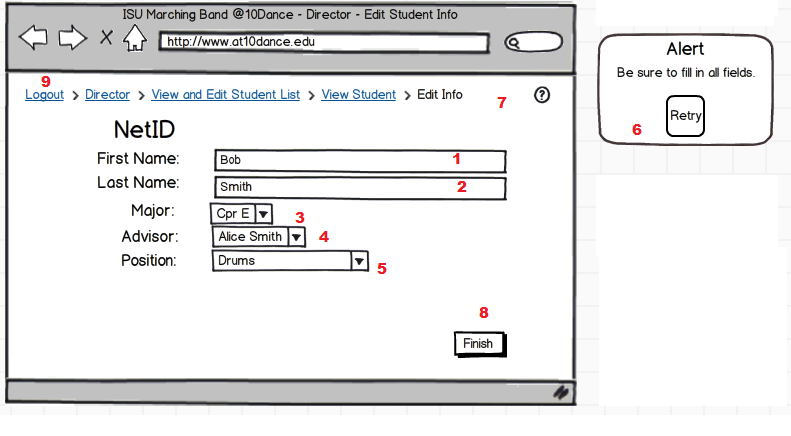 ISU Marching Band @10Dance - Director - Edit Student Info
http://www.at10dance.edu
9
Logout > Director > View and Edit Student List > View Student > Edit Info
7
?
NetID
First Name: Bob 1
Last Name: Smith 2
Major: Cpr E 3
Advisor: Alice Smith 4
Position: Drums 5
8
Finish
Alert
Be sure to fill in all fields.
Retry
6